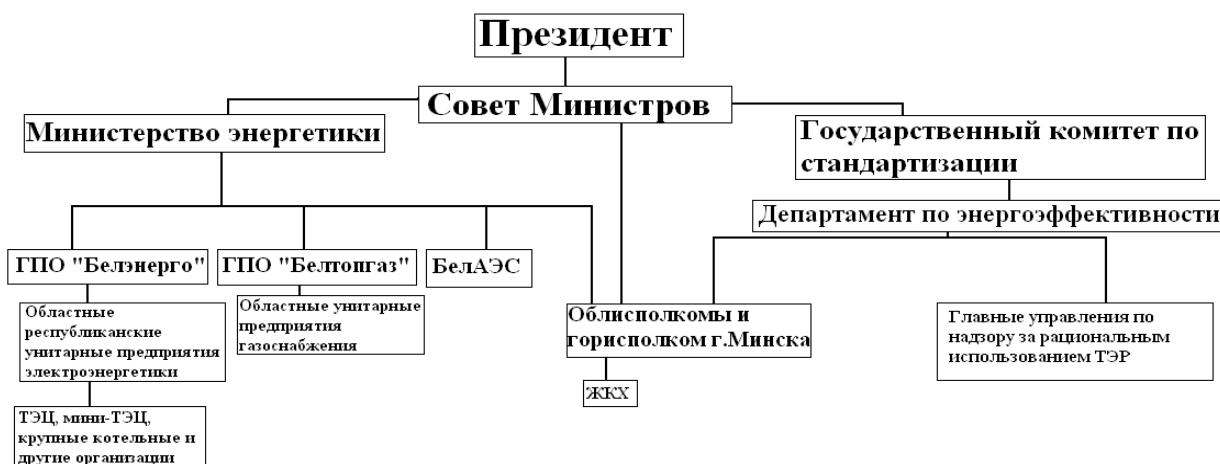 Президент
Совет Министров
Министерство энергетики
Государственный комитет по
стандартизации
Департамент по энергоэффективности
ГПО "Белэнерго"
ГПО "Белтопгаз"
БелАЭС
Областные
республиканские
унитарные предприятия
электроэнергетики
Областные унитарные
предприятия
газоснабжения
Облисполкомы и
горисполком г.Минска
Главные управления по
надзору за рациональным
использованием ТЭР
ЖКХ
ТЭЦ, мини-ТЭЦ,
крупные котельные и
другие организации